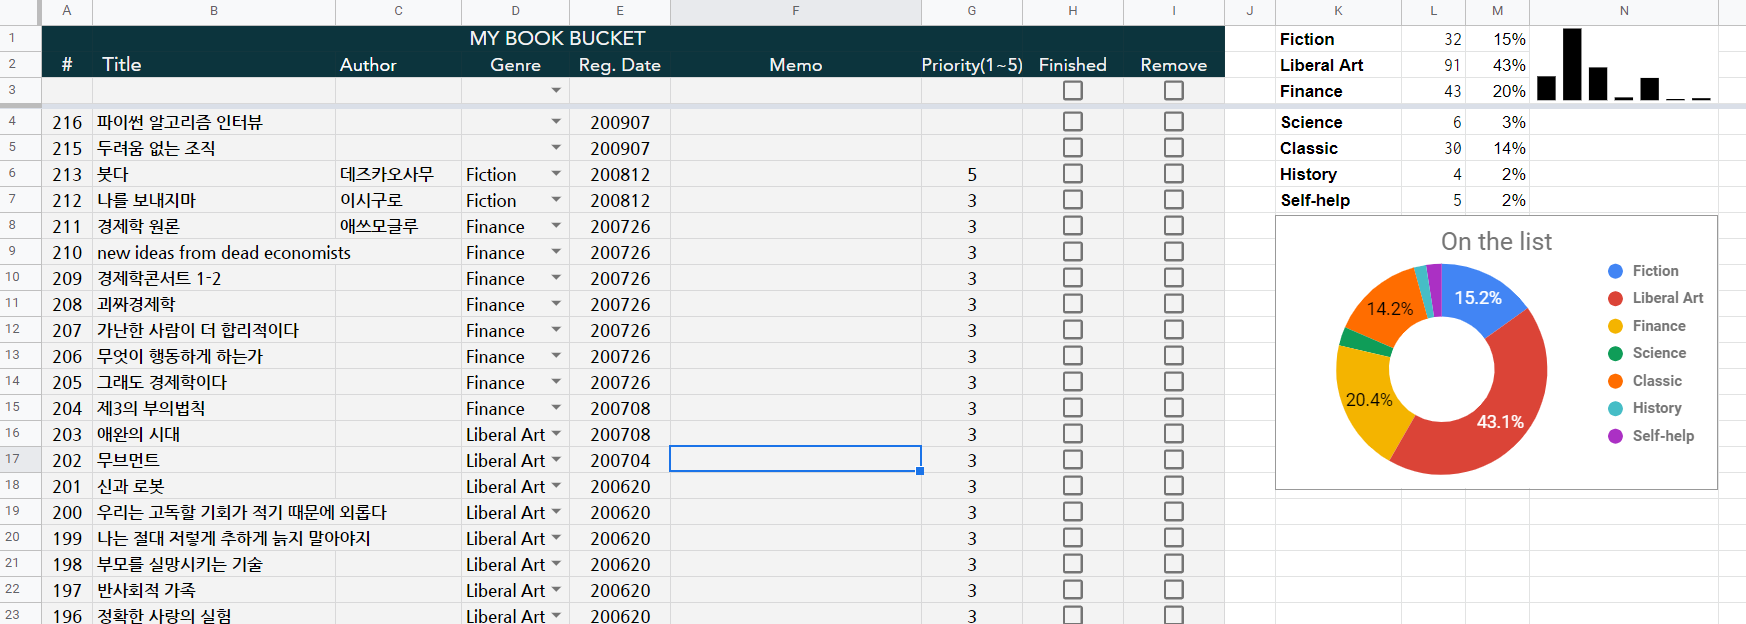 A B C D E F G H I J K L M N
1 MY BOOK BUCKET Fiction 32 15%
2 # Title Author Genre Reg. Date Memo Priority(1~5) Finished Remove Liberal Art 91 43%
3 Finance 43 20%
4 216 파이썬 알고리즘 인터뷰 200907 Science 6 3%
5 215 두려움 없는 조직 200907 Classic 30 14%
6 213 붓다 데즈카오사무 Fiction 200812 5 History 4 2%
7 212 나를 보내지마 이시구로 Fiction 200812 3 Self-help 5 2%
8 211 경제학 원론 애쓰모글루 Finance 200726 3
9 210 new ideas from dead economists Finance 200726 3
10 209 경제학콘서트 1-2 Finance 200726 3
11 208 괴짜경제학 Finance 200726 3
12 207 가난한 사람이 더 합리적이다 Finance 200726 3
13 206 무엇이 행동하게 하는가 Finance 200726 3
14 205 그래도 경제학이다 Finance 200726 3
15 204 제3의 부의법칙 Finance 200708 3
16 203 애완의 시대 Liberal Art 200708 3
17 202 무브먼트 Liberal Art 200704 3
18 201 신과 로봇 Liberal Art 200620 3
19 200 우리는 고독할 기회가 적기 때문에 외롭다 Liberal Art 200620 3
20 199 나는 절대 저렇게 추하게 늙지 말아야지 Liberal Art 200620 3
21 198 부모를 실망시키는 기술 Liberal Art 200620 3
22 197 반사회적 가족 Liberal Art 200620 3
23 196 정확한 사랑의 실험 Liberal Art 200620 3
On the list
15.2%
43.1%
20.4%
14.2%
Fiction
Liberal Art
Finance
Science
Classic
History
Self-help